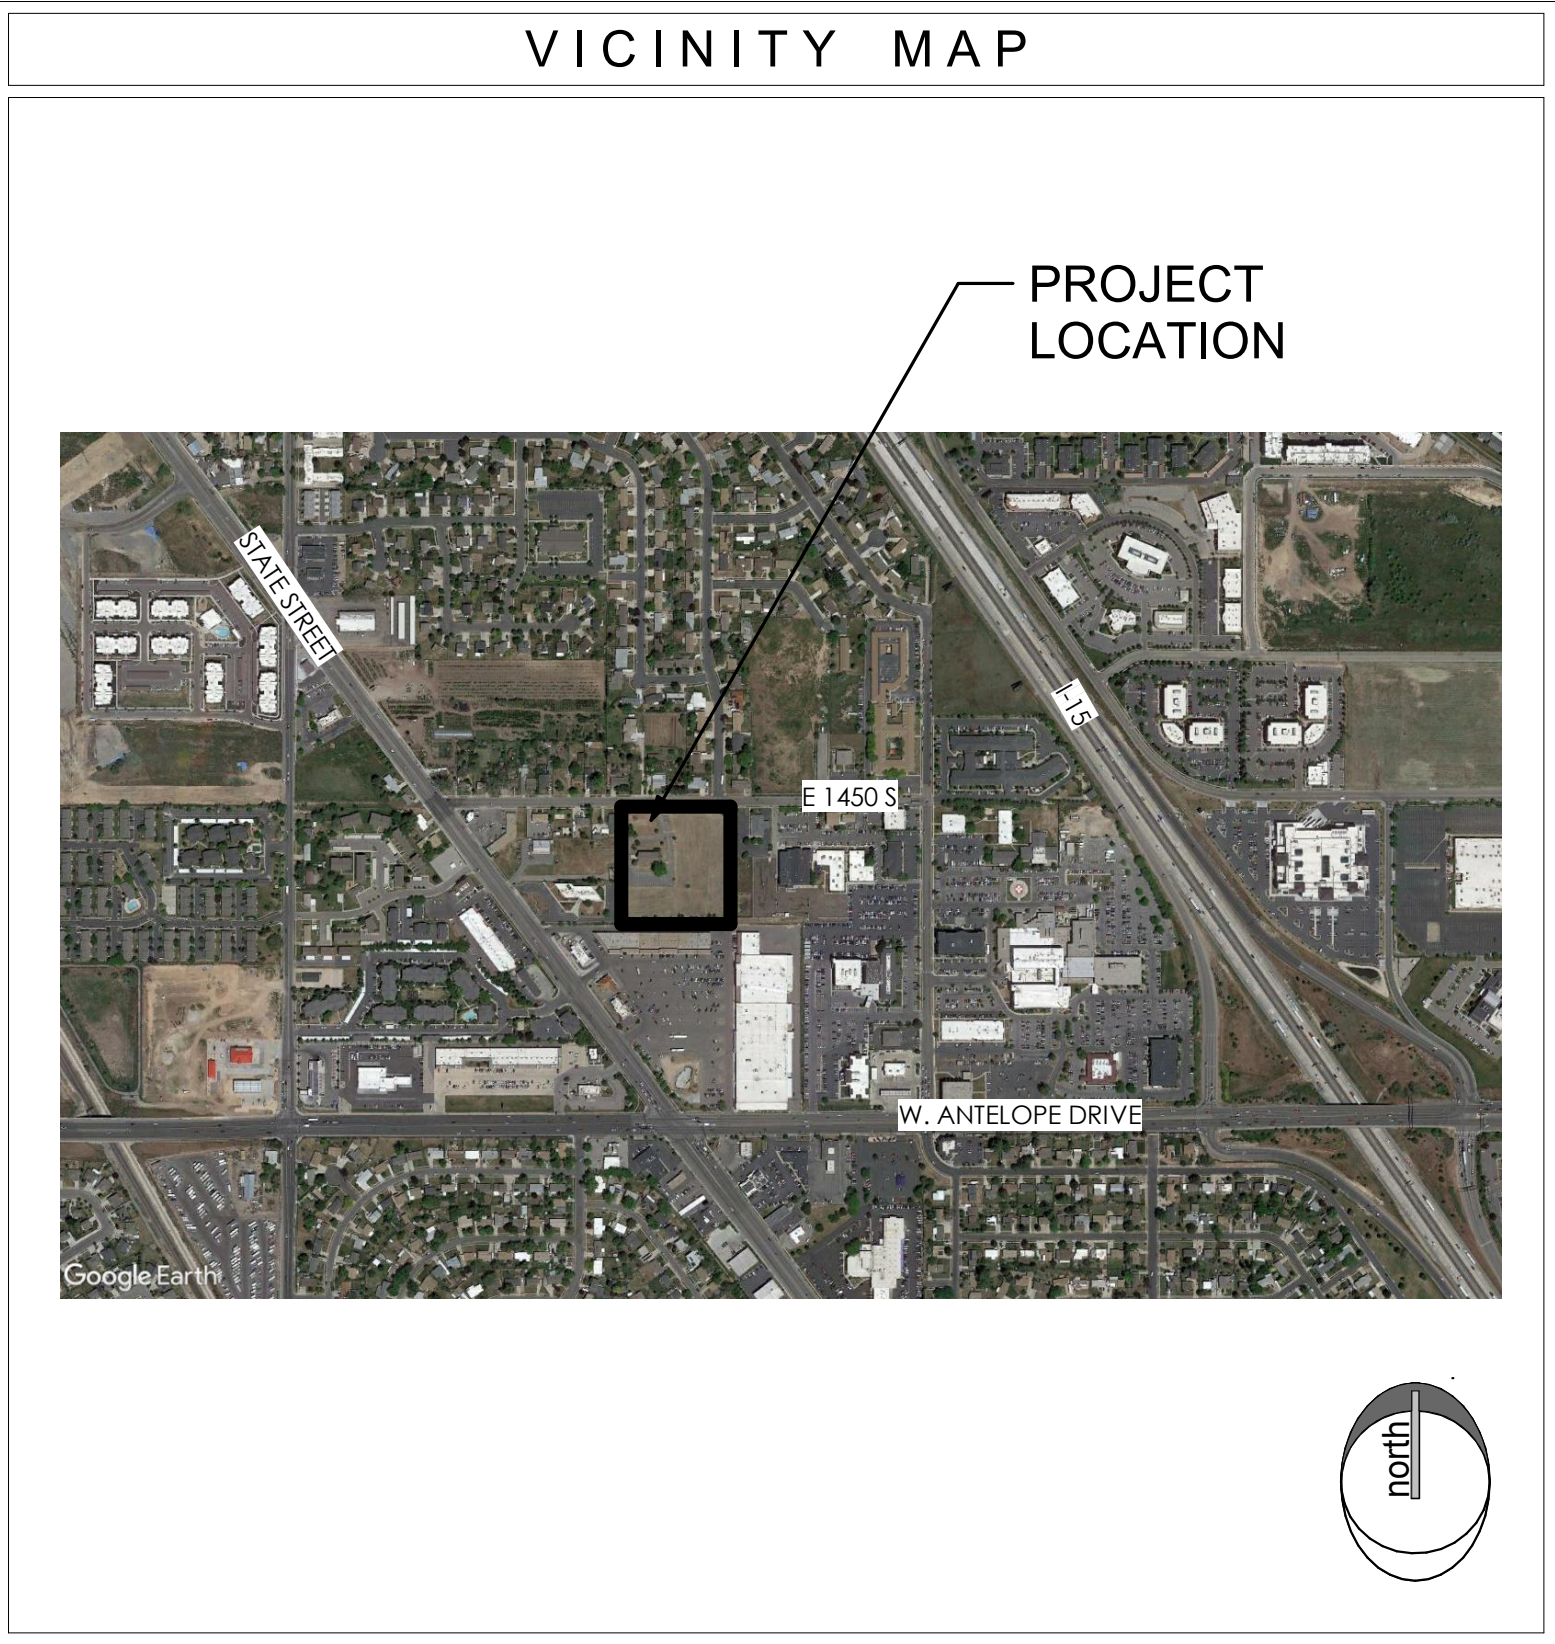 VICINITY MAP
PROJECT
LOCATION
STATE STREET
I-15
E 1450 S
W. ANTELOPE DRIVE
Google Earth
north